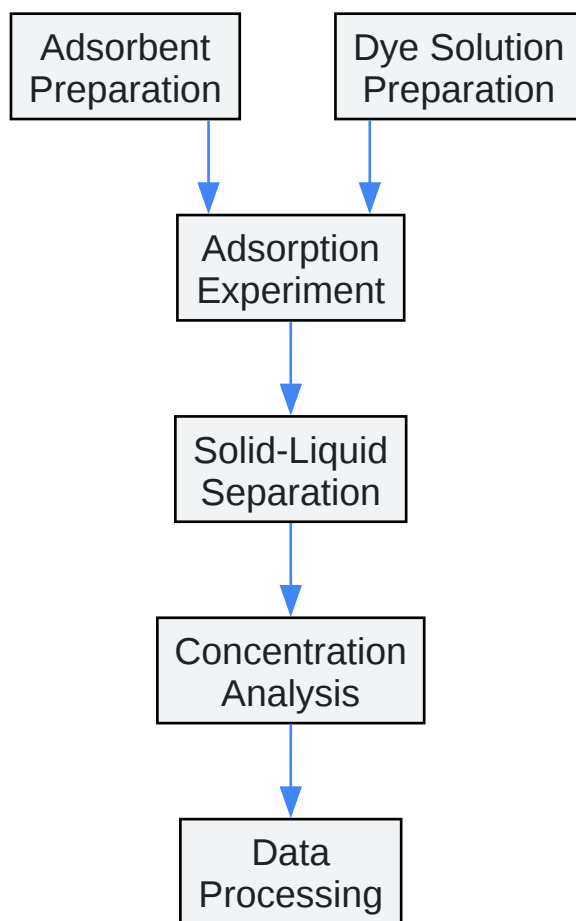 Adsorbent
Preparation
Dye Solution
Preparation
Adsorption
Experiment
Solid-Liquid
Separation
Concentration
Analysis
Data
Processing